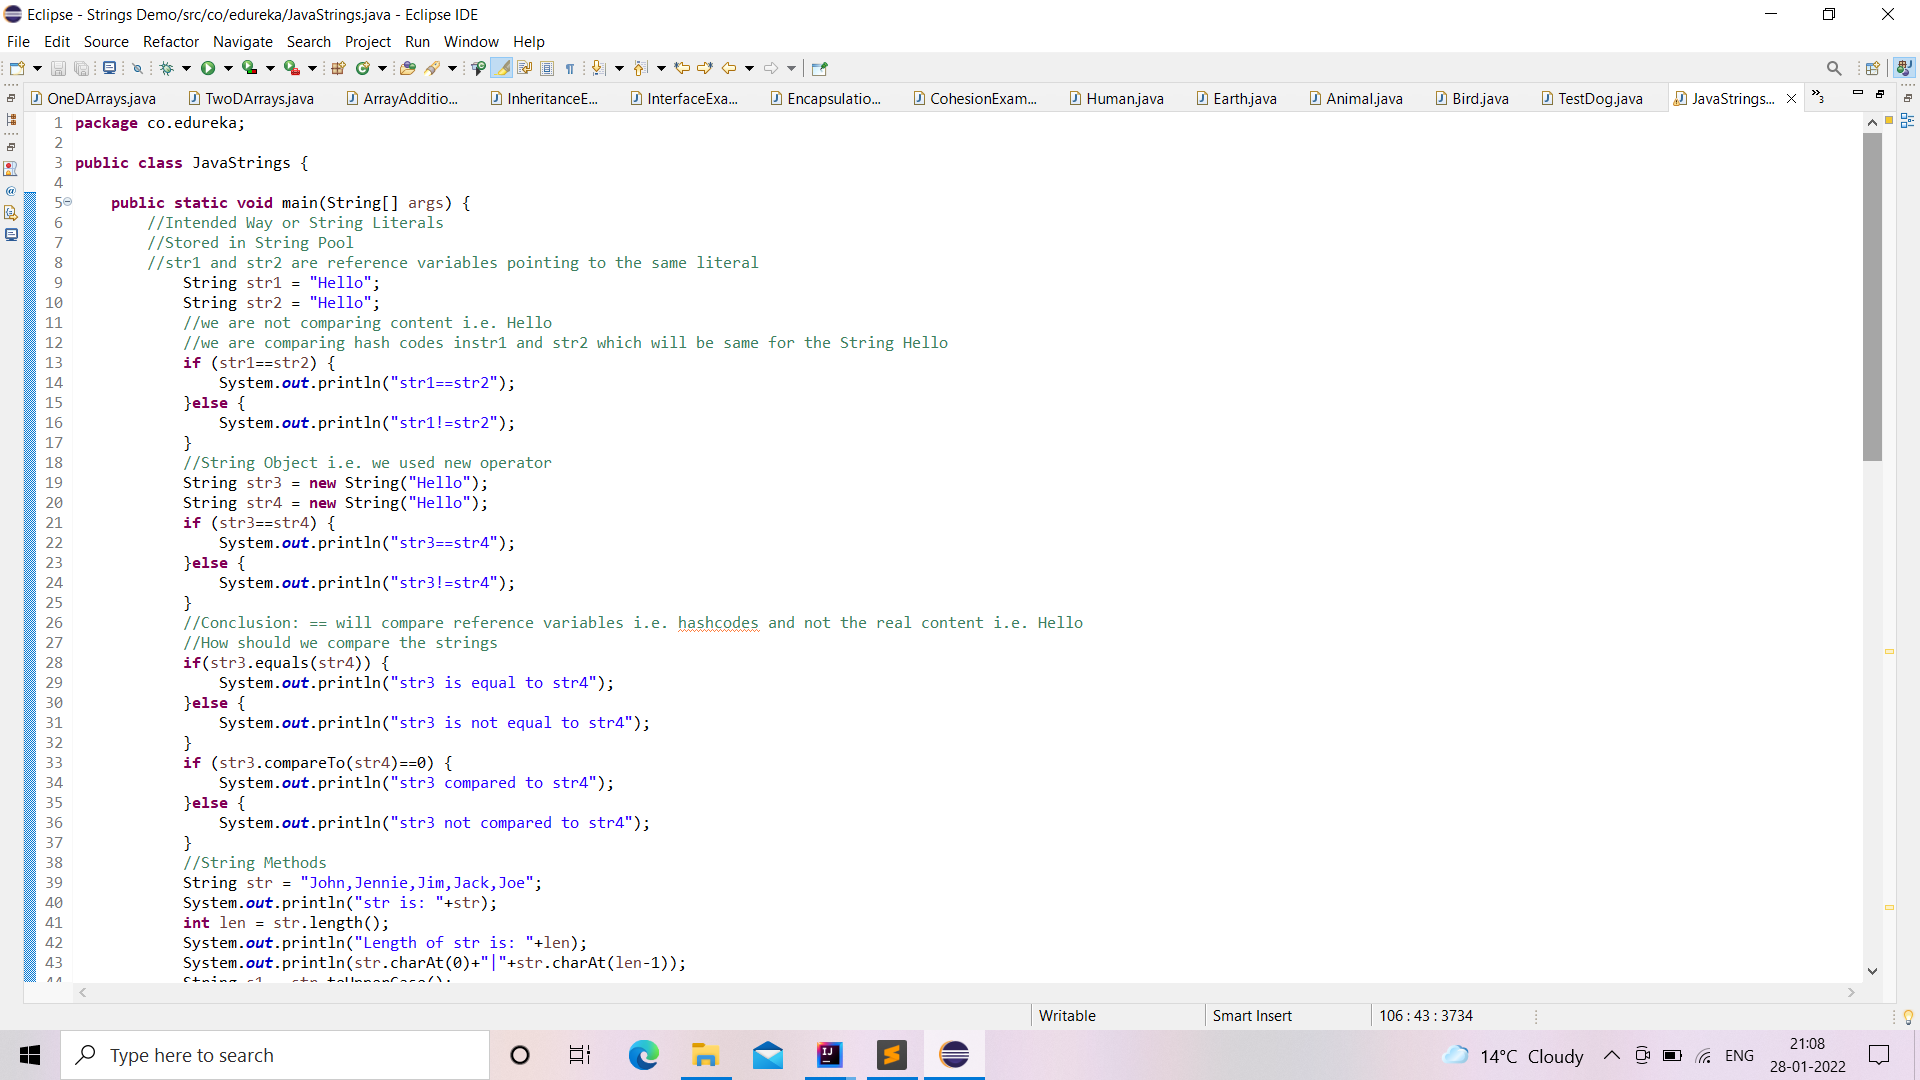 Eclipse - Strings Demo/src/co/edureka/JavaStrings.java - Eclipse IDE
File Edit Source Refactor Navigate Search Project Run Window Help
OneDArrays.java TwoDArrays.java ArrayAdditio... InheritanceE... InterfaceExa... Encapsulatio... CohesionExam... Human.java Earth.java Animal.java Bird.java TestDog.java JavaStrings... »3
1 package co.edureka;
2
3 public class JavaStrings {
4
5 public static void main(String[] args) {
6 //Intended Way or String Literals
7 //Stored in String Pool
8 //str1 and str2 are reference variables pointing to the same literal
9 String str1 = "Hello";
10 String str2 = "Hello";
11 //we are not comparing content i.e. Hello
12 //we are comparing hash codes instr1 and str2 which will be same for the String Hello
13 if (str1==str2) {
14 System.out.println("str1==str2");
15 }else {
16 System.out.println("str1!=str2");
17 }
18 //String Object i.e. we used new operator
19 String str3 = new String("Hello");
20 String str4 = new String("Hello");
21 if (str3==str4) {
22 System.out.println("str3==str4");
23 }else {
24 System.out.println("str3!=str4");
25 }
26 //Conclusion: == will compare reference variables i.e. hashcodes and not the real content i.e. Hello
27 //How should we compare the strings
28 if(str3.equals(str4)) {
29 System.out.println("str3 is equal to str4");
30 }else {
31 System.out.println("str3 is not equal to str4");
32 }
33 if (str3.compareTo(str4)==0) {
34 System.out.println("str3 compared to str4");
35 }else {
36 System.out.println("str3 not compared to str4");
37 }
38 //String Methods
39 String str = "John,Jennie,Jim,Jack,Joe";
40 System.out.println("str is: "+str);
41 int len = str.length();
42 System.out.println("Length of str is: "+len);
43 System.out.println(str.charAt(0)+"|"+str.charAt(len-1));
44 String s1 = str.toUpperCase();
Writable Smart Insert 106 : 43 : 3734
Type here to search 14°C Cloudy ENG 21:08
28-01-2022